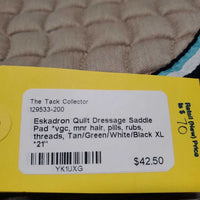 The Tack Collector
129533-200
Eskadron Quilt Dressage Saddle
Pad *vgc, mnr hair, pills, rubs,
threads, Tan/Green/White/Black XL
*21"
$42.50
YK1UXG
Retail (New) Price
is $ 70